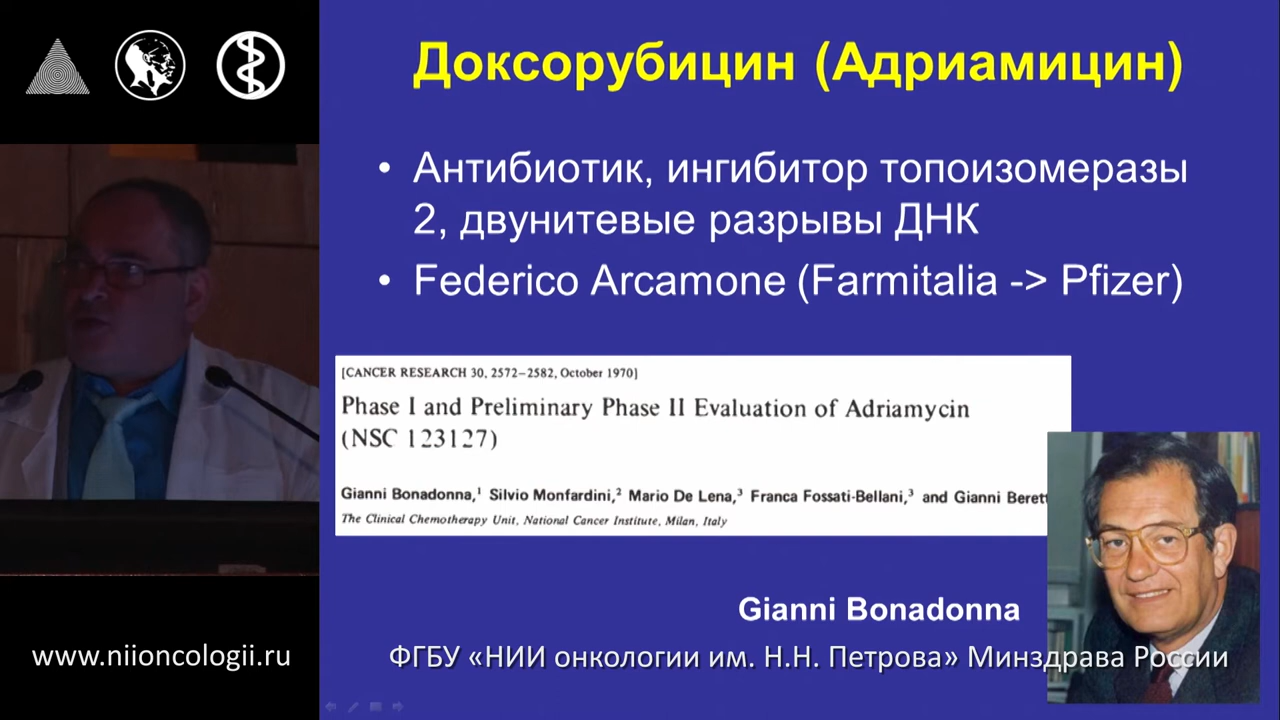 Доксорубицин (Адриамицин)
• Антибиотик, ингибитор топоизомеразы
2, двунитевые разрывы ДНК
• Federico Arcamone (Farmitalia -> Pfizer)
[CANCER RESEARCH 30, 2572–2582, October 1970]
Phase I and Preliminary Phase II Evaluation of Adriamycin
(NSC 123127)
Gianni Bonadonna,¹ Silvio Monfardini,² Mario De Lena,³ Franca Fossati-Bellani,³ and Gianni Berett
The Clinical Chemotherapy Unit, National Cancer Institute, Milan, Italy
Gianni Bonadonna
www.niioncologii.ru
ФГБУ «НИИ онкологии им. Н.Н. Петрова» Минздрава России